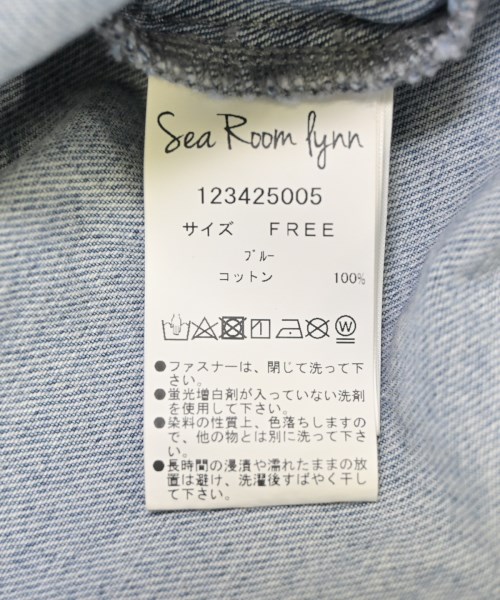 Sea Room lynn
123425005
サイズ FREE
ブルー
コットン 100%
W
●ファスナーは、閉じて洗って下
さい。
●蛍光増白剤が入っていない洗剤
を使用して下さい。
●染料の性質上、色落ちしますの
で、他の物とは別に洗って下さ
い。
●長時間の浸漬や濡れたままの放
置は避け、洗濯後すばやく干し
て下さい。